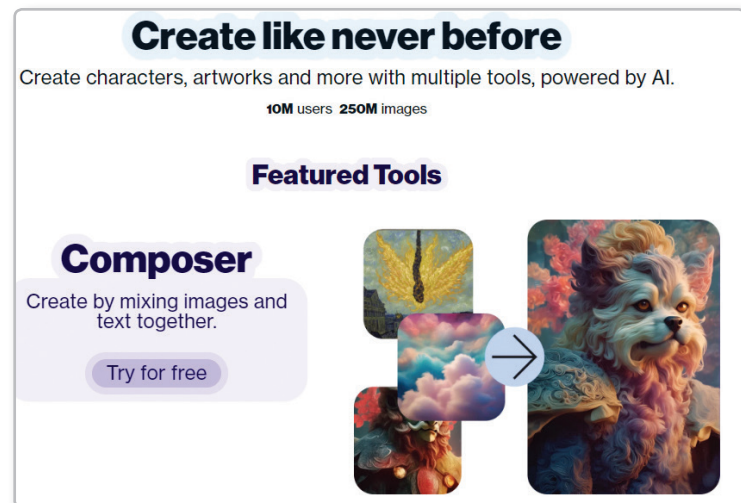 Create like never before
Create characters, artworks and more with multiple tools, powered by AI.
10M users 250M images
Featured Tools
Composer
Create by mixing images and
text together.
Try for free